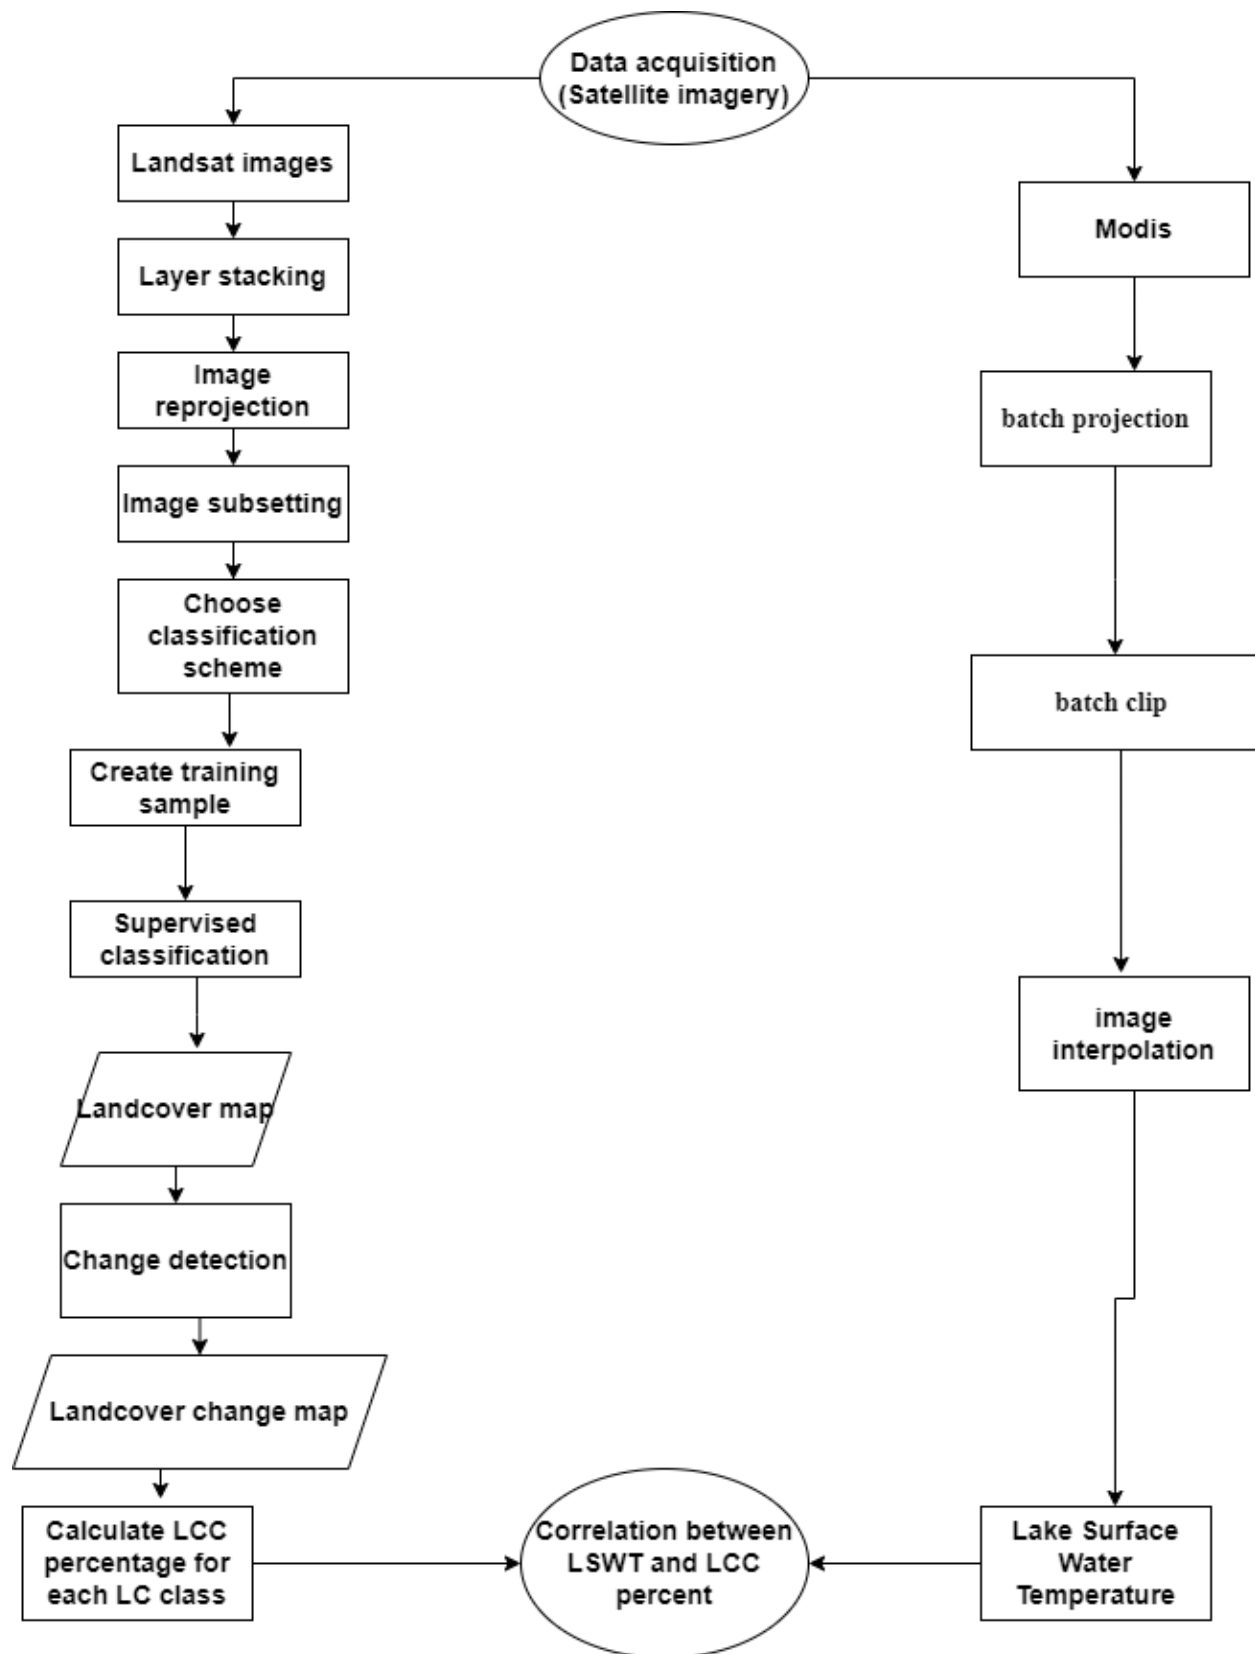 Data acquisition
(Satellite imagery)
Landsat images
Layer stacking
Image
reprojection
Image subsetting
Choose
classification
scheme
Create training
sample
Supervised
classification
Landcover map
Change detection
Landcover change map
Calculate LCC
percentage for
each LC class
Modis
batch projection
batch clip
image
interpolation
Lake Surface
Water
Temperature
Correlation between
LSWT and LCC
percent